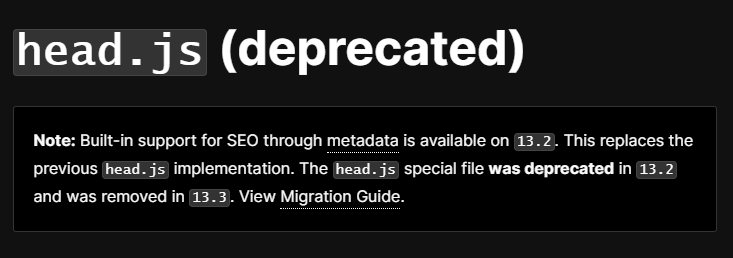 head.js (deprecated)
Note: Built-in support for SEO through metadata is available on 13.2. This replaces the
previous head.js implementation. The head.js special file was deprecated in 13.2
and was removed in 13.3. View Migration Guide.